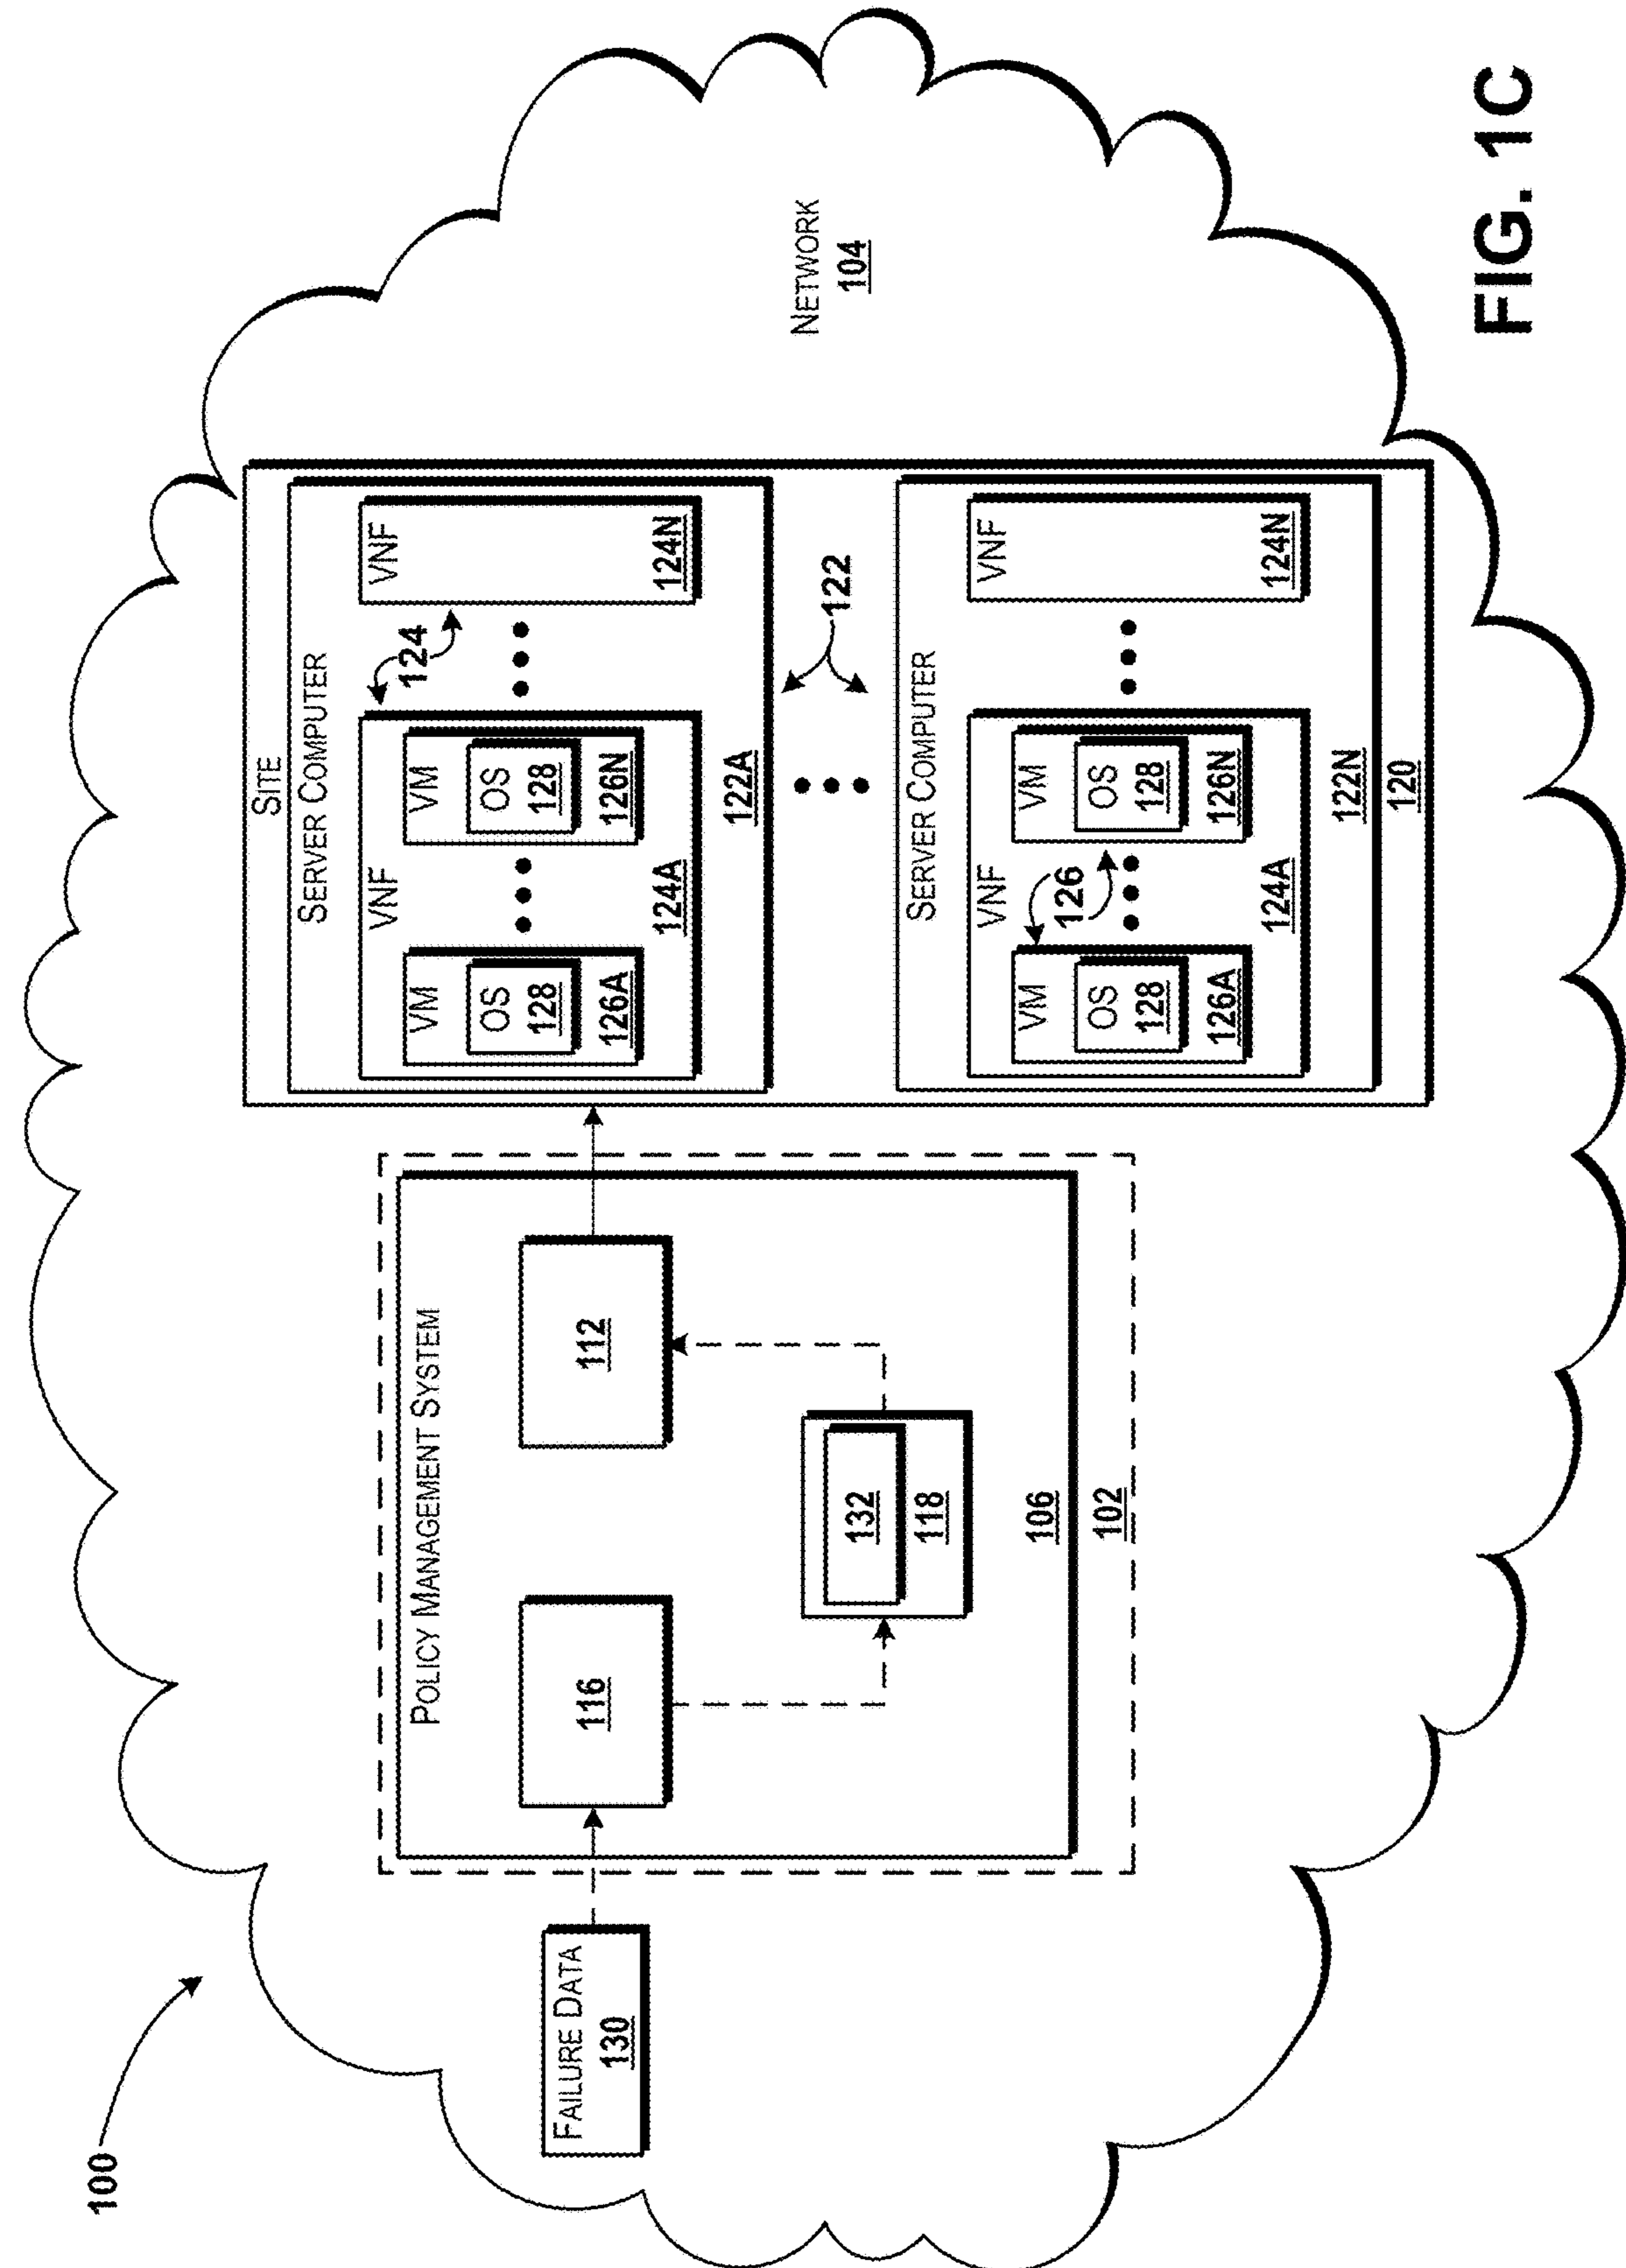 100
NETWORK
104
FAILURE DATA
130
POLICY MANAGEMENT SYSTEM
116
112
132
118
106
102
SITE
SERVER COMPUTER
VNF
VM
OS
128
126A
VM
OS
128
126N
124A
124
VNF
124N
122A
122
SERVER COMPUTER
VNF
VM
OS
128
126A
126
VM
OS
128
126N
124A
VNF
124N
122N
120
FIG. 1C